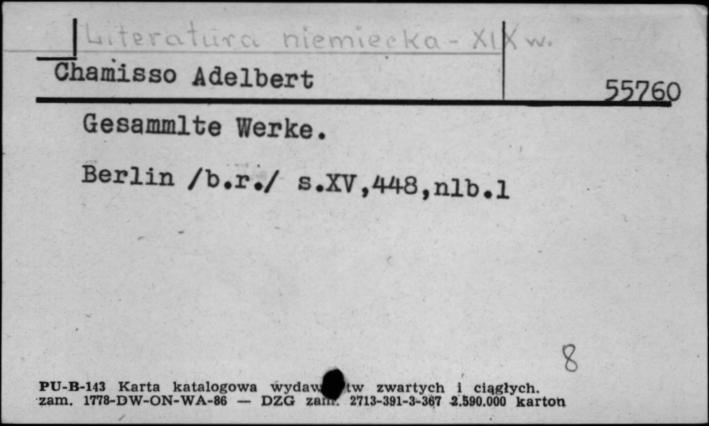 Literatura niemiecka - XIX w.
Chamisso Adelbert
55760
Gesammlte Werke.
Berlin /b.r./ s.XV,448,nlb.1
8
PU-B-143 Karta katalogowa wydaw tw zwartych i ciągłych.
zam. 1778-DW-ON-WA-86 — DZG zam. 2713-391-3-367 2.590.000 karton